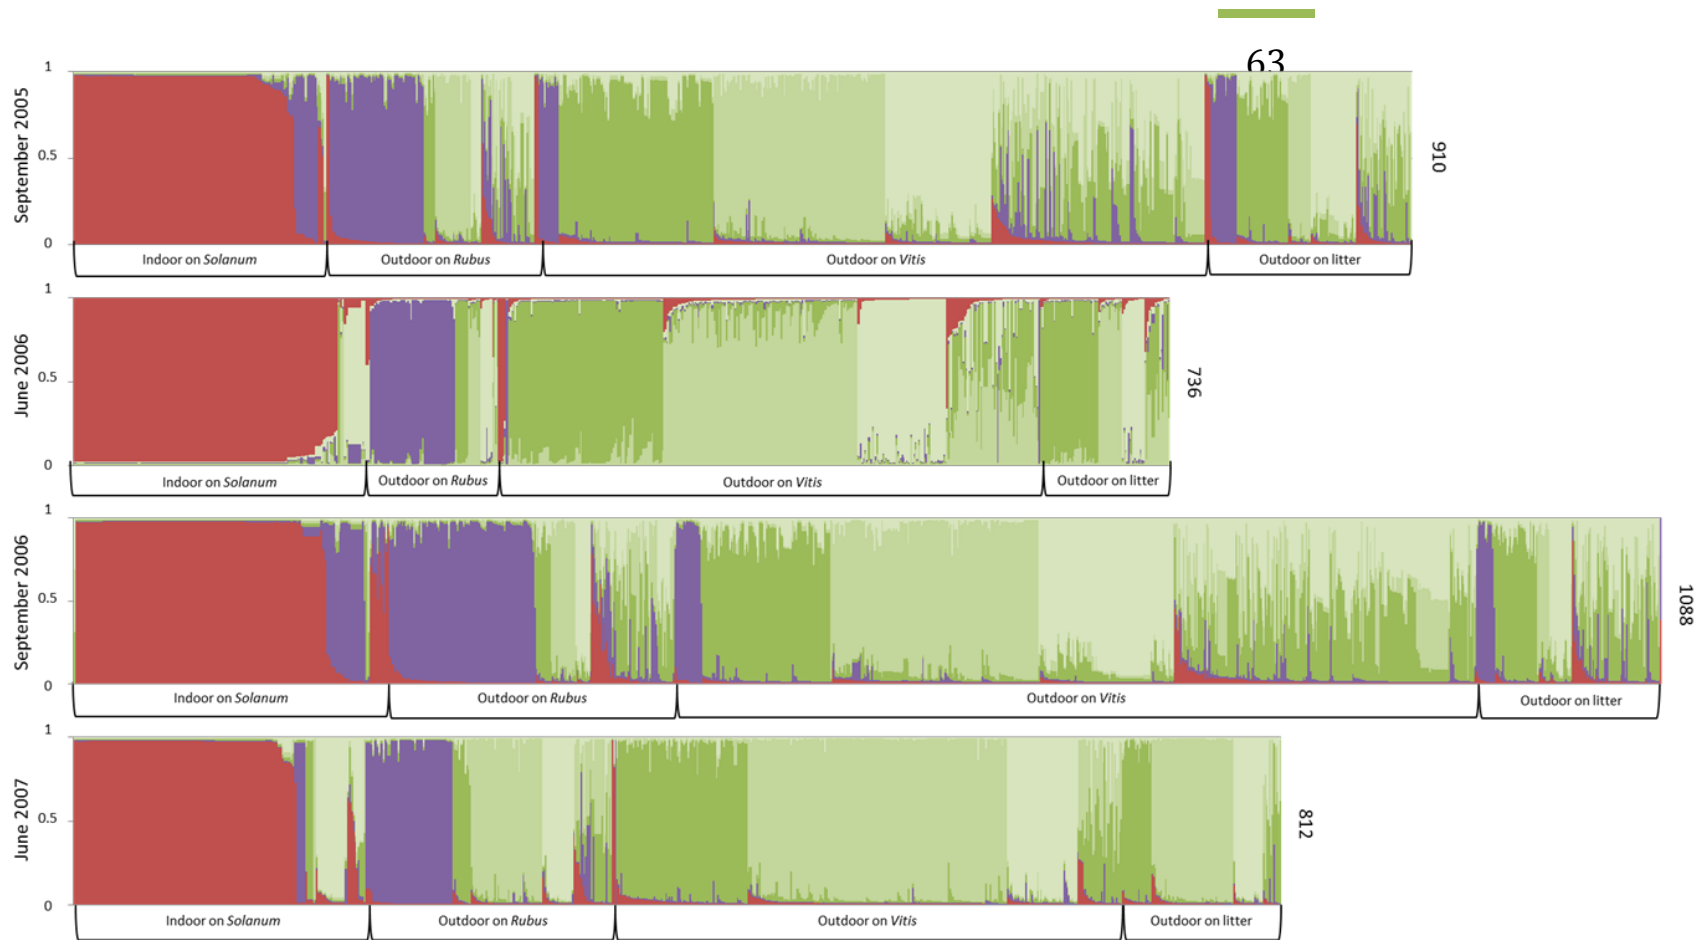 63
September 2005
1
0.5
0
910
Indoor on Solanum
Outdoor on Rubus
Outdoor on Vitis
Outdoor on litter
June 2006
1
0.5
0
736
Indoor on Solanum
Outdoor on Rubus
Outdoor on Vitis
Outdoor on litter
September 2006
1
0.5
0
1088
Indoor on Solanum
Outdoor on Rubus
Outdoor on Vitis
Outdoor on litter
June 2007
1
0.5
0
812
Indoor on Solanum
Outdoor on Rubus
Outdoor on Vitis
Outdoor on litter